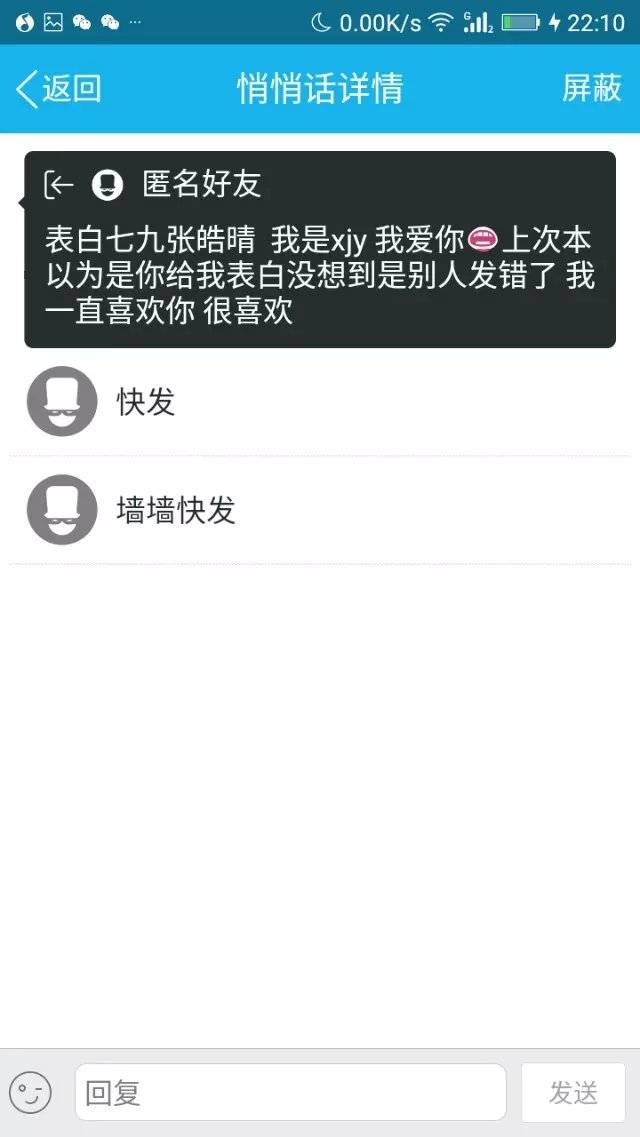 0.00K/s G 2 22:10
返回 悄悄话详情 屏蔽
匿名好友
表白七九张皓晴 我是xjy 我爱你 上次本
以为是你给我表白没想到是别人发错了 我
一直喜欢你 很喜欢
快发
墙墙快发
回复 发送